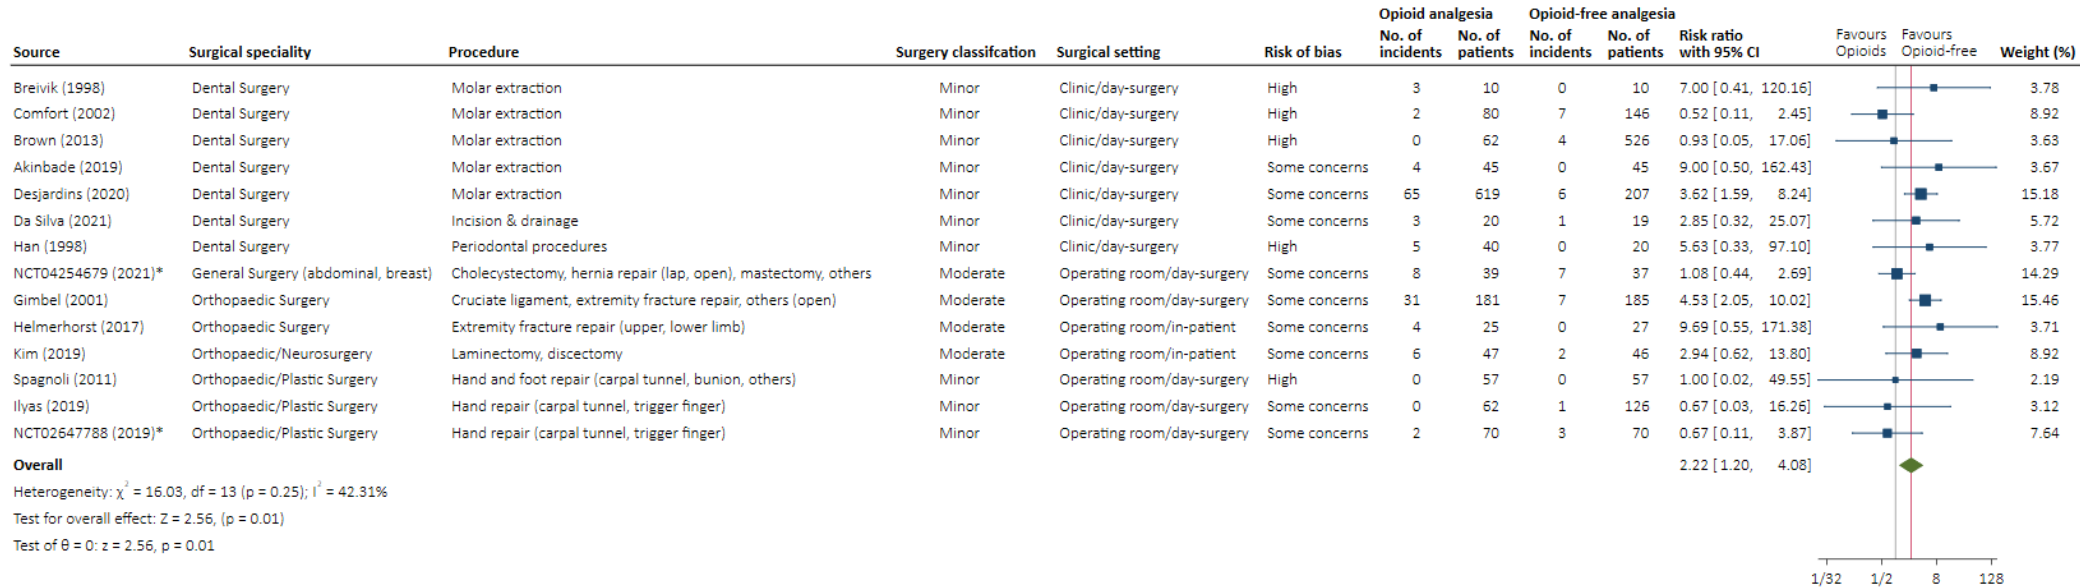 Opioid analgesia Opioid-free analgesia
No. of No. of No. of No. of Risk ratio Favours Favours
Source Surgical speciality Procedure Surgery classifcation Surgical setting Risk of bias incidents patients incidents patients with 95% CI Opioids Opioid-free Weight (%)
Breivik (1998) Dental Surgery Molar extraction Minor Clinic/day-surgery High 3 10 0 10 7.00 [ 0.41, 120.16] 3.78
Comfort (2002) Dental Surgery Molar extraction Minor Clinic/day-surgery High 2 80 7 146 0.52 [ 0.11, 2.45] 8.92
Brown (2013) Dental Surgery Molar extraction Minor Clinic/day-surgery High 0 62 4 526 0.93 [ 0.05, 17.06] 3.63
Akinbade (2019) Dental Surgery Molar extraction Minor Clinic/day-surgery Some concerns 4 45 0 45 9.00 [ 0.50, 162.43] 3.67
Desjardins (2020) Dental Surgery Molar extraction Minor Clinic/day-surgery Some concerns 65 619 6 207 3.62 [ 1.59, 8.24] 15.18
Da Silva (2021) Dental Surgery Incision & drainage Minor Clinic/day-surgery Some concerns 3 20 1 19 2.85 [ 0.32, 25.07] 5.72
Han (1998) Dental Surgery Periodontal procedures Minor Clinic/day-surgery High 5 40 0 20 5.63 [ 0.33, 97.10] 3.77
NCT04254679 (2021)* General Surgery (abdominal, breast) Cholecystectomy, hernia repair (lap, open), mastectomy, others Moderate Operating room/day-surgery Some concerns 8 39 7 37 1.08 [ 0.44, 2.69] 14.29
Gimbel (2001) Orthopaedic Surgery Cruciate ligament, extremity fracture repair, others (open) Moderate Operating room/day-surgery Some concerns 31 181 7 185 4.53 [ 2.05, 10.02] 15.46
Helmerhorst (2017) Orthopaedic Surgery Extremity fracture repair (upper, lower limb) Moderate Operating room/in-patient Some concerns 4 25 0 27 9.69 [ 0.55, 171.38] 3.71
Kim (2019) Orthopaedic/Neurosurgery Laminectomy, discectomy Moderate Operating room/in-patient Some concerns 6 47 2 46 2.94 [ 0.62, 13.80] 8.92
Spagnoli (2011) Orthopaedic/Plastic Surgery Hand and foot repair (carpal tunnel, bunion, others) Minor Operating room/day-surgery High 0 57 0 57 1.00 [ 0.02, 49.55] 2.19
Ilyas (2019) Orthopaedic/Plastic Surgery Hand repair (carpal tunnel, trigger finger) Minor Operating room/day-surgery Some concerns 0 62 1 126 0.67 [ 0.03, 16.26] 3.12
NCT02647788 (2019)* Orthopaedic/Plastic Surgery Hand repair (carpal tunnel, trigger finger) Minor Operating room/day-surgery Some concerns 2 70 3 70 0.67 [ 0.11, 3.87] 7.64
Overall 2.22 [ 1.20, 4.08]
Heterogeneity: χ² = 16.03, df = 13 (p = 0.25); I² = 42.31%
Test for overall effect: Z = 2.56, (p = 0.01)
Test of θ = 0: z = 2.56, p = 0.01
1/32 1/2 8 128